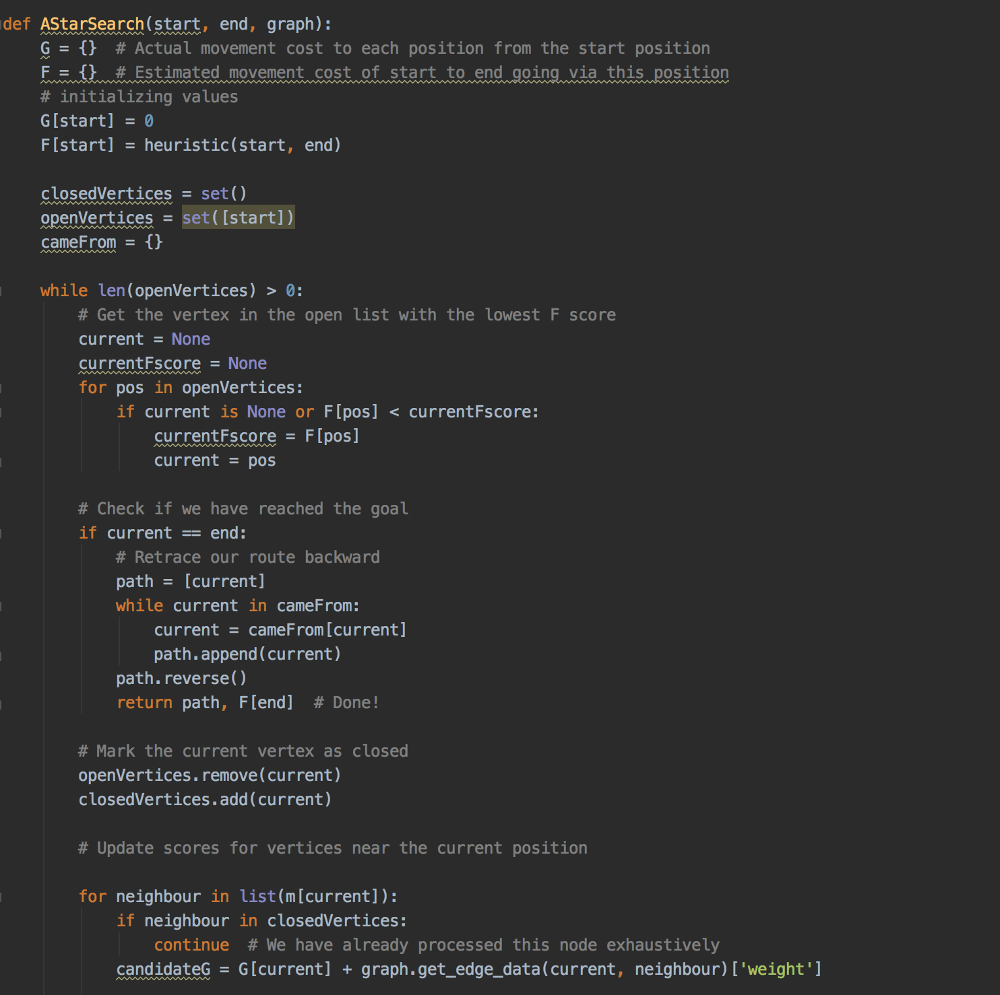 def AStarSearch(start, end, graph):
    G = {}  # Actual movement cost to each position from the start position
    F = {}  # Estimated movement cost of start to end going via this position
    # initializing values
    G[start] = 0
    F[start] = heuristic(start, end)

    closedVertices = set()
    openVertices = set([start])
    cameFrom = {}

    while len(openVertices) > 0:
        # Get the vertex in the open list with the lowest F score
        current = None
        currentFscore = None
        for pos in openVertices:
            if current is None or F[pos] < currentFscore:
                currentFscore = F[pos]
                current = pos

        # Check if we have reached the goal
        if current == end:
            # Retrace our route backward
            path = [current]
            while current in cameFrom:
                current = cameFrom[current]
                path.append(current)
            path.reverse()
            return path, F[end]  # Done!

        # Mark the current vertex as closed
        openVertices.remove(current)
        closedVertices.add(current)

        # Update scores for vertices near the current position

        for neighbour in list(m[current]):
            if neighbour in closedVertices:
                continue  # We have already processed this node exhaustively
            candidateG = G[current] + graph.get_edge_data(current, neighbour)['weight']